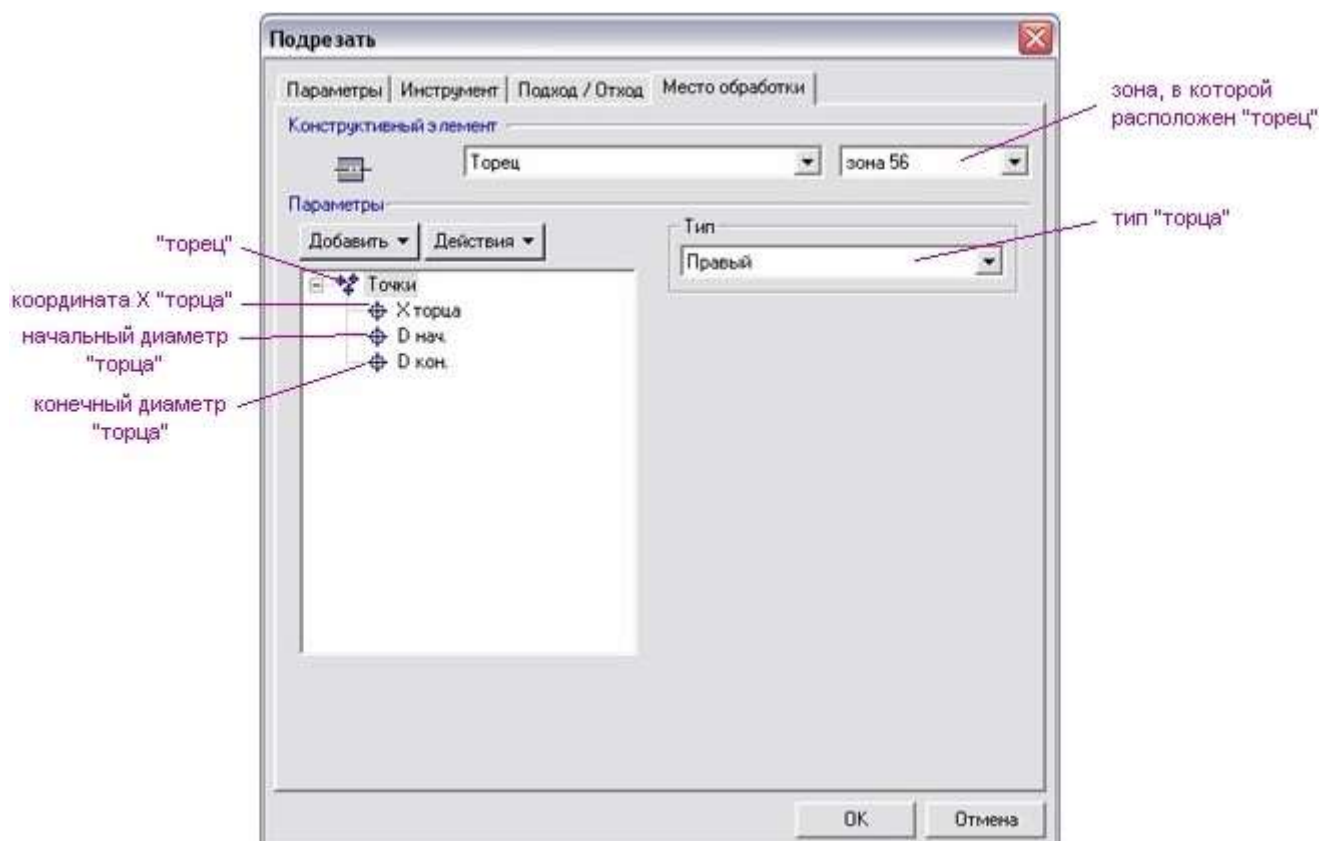 Подрезать
Параметры Инструмент Подход / Отход Место обработки
Конструктивный элемент
Торец зона 56
Параметры
Добавить Действия
Тип
Правый
Точки
X торца
D нач.
D кон.
OK Отмена
"торец"
координата X "торца"
начальный диаметр
"торца"
конечный диаметр
"торца"
зона, в которой
расположен "торец"
тип "торца"